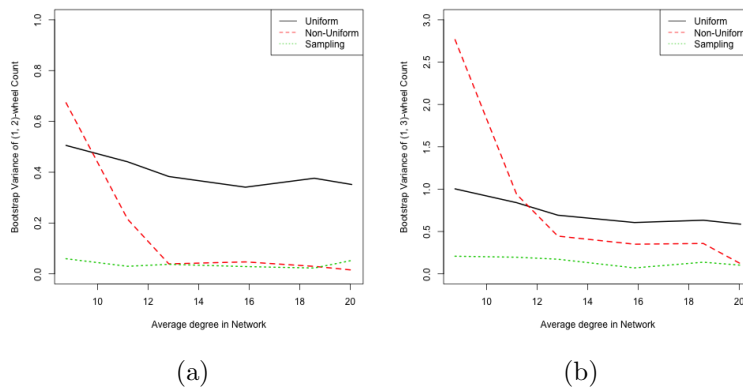 Uniform
Non-Uniform
Sampling
1.0
0.8
0.6
0.4
0.2
0.0
Bootstrap Variance of (1, 2)-wheel Count
10 12 14 16 18 20
Average degree in Network
(a)
Uniform
Non-Uniform
Sampling
3.0
2.5
2.0
1.5
1.0
0.5
0.0
Bootstrap Variance of (1, 3)-wheel Count
10 12 14 16 18 20
Average degree in Network
(b)